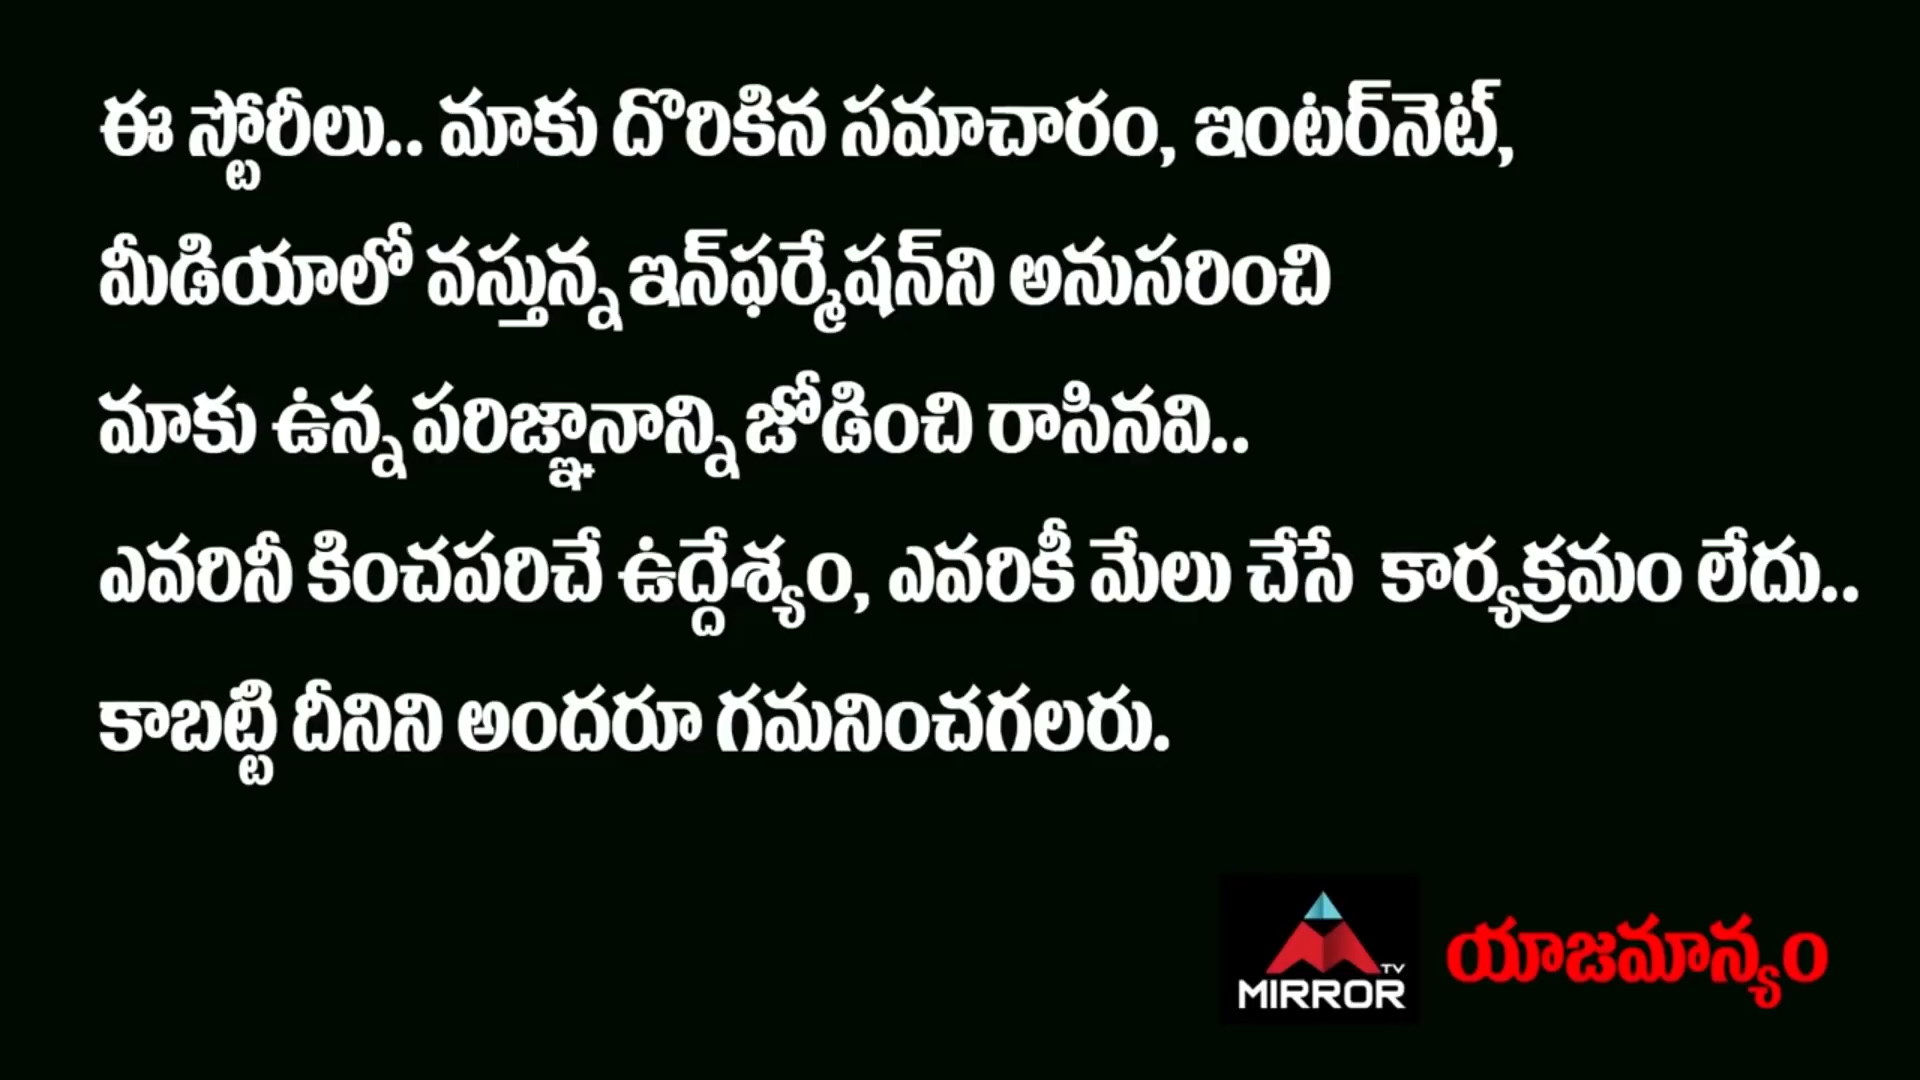 ఈ స్టోరీలు.. మాకు దొరికిన సమాచారం, ఇంటర్‌నెట్,
మీడియాలో వస్తున్న ఇన్‌ఫర్మేషన్‌ని అనుసరించి
మాకు ఉన్న పరిజ్ఞానాన్ని జోడించి రాసినవి..
ఎవరినీ కించపరిచే ఉద్దేశ్యం, ఎవరికీ మేలు చేసే కార్యక్రమం లేదు..
కాబట్టి దీనిని అందరూ గమనించగలరు.
TV
MIRROR
యాజమాన్యం